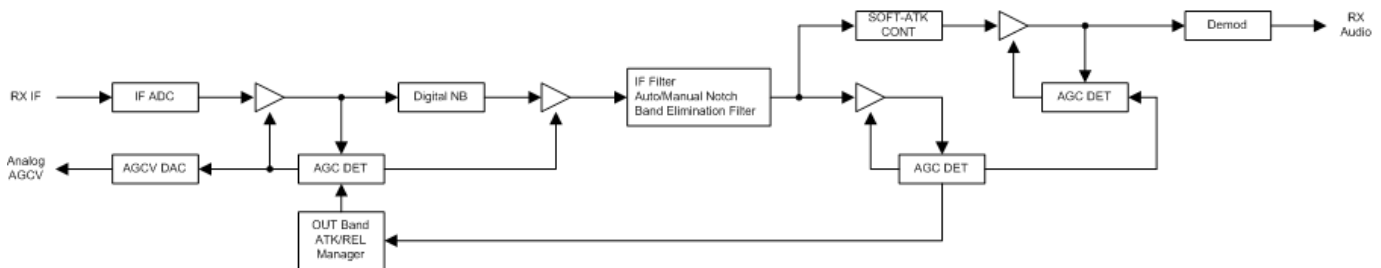 SOFT-ATK
CONT
Demod
RX
Audio
AGC DET
RX IF
IF ADC
Digital NB
IF Filter
Auto/Manual Notch
Band Elimination Filter
Analog
AGCV
AGCV DAC
AGC DET
AGC DET
OUT Band
ATK/REL
Manager